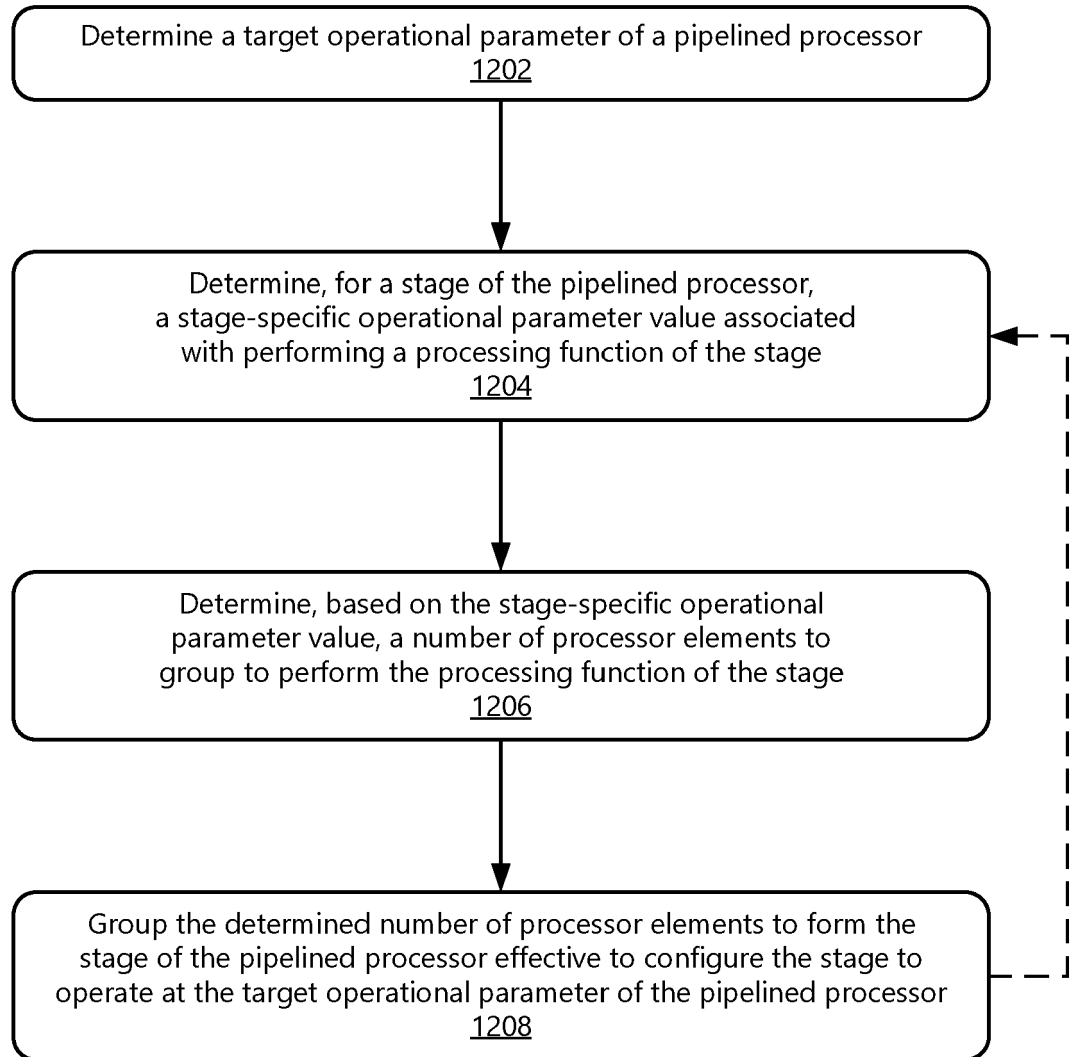 Determine a target operational parameter of a pipelined processor
1202
Determine, for a stage of the pipelined processor,
a stage-specific operational parameter value associated
with performing a processing function of the stage
1204
Determine, based on the stage-specific operational
parameter value, a number of processor elements to
group to perform the processing function of the stage
1206
Group the determined number of processor elements to form the
stage of the pipelined processor effective to configure the stage to
operate at the target operational parameter of the pipelined processor
1208